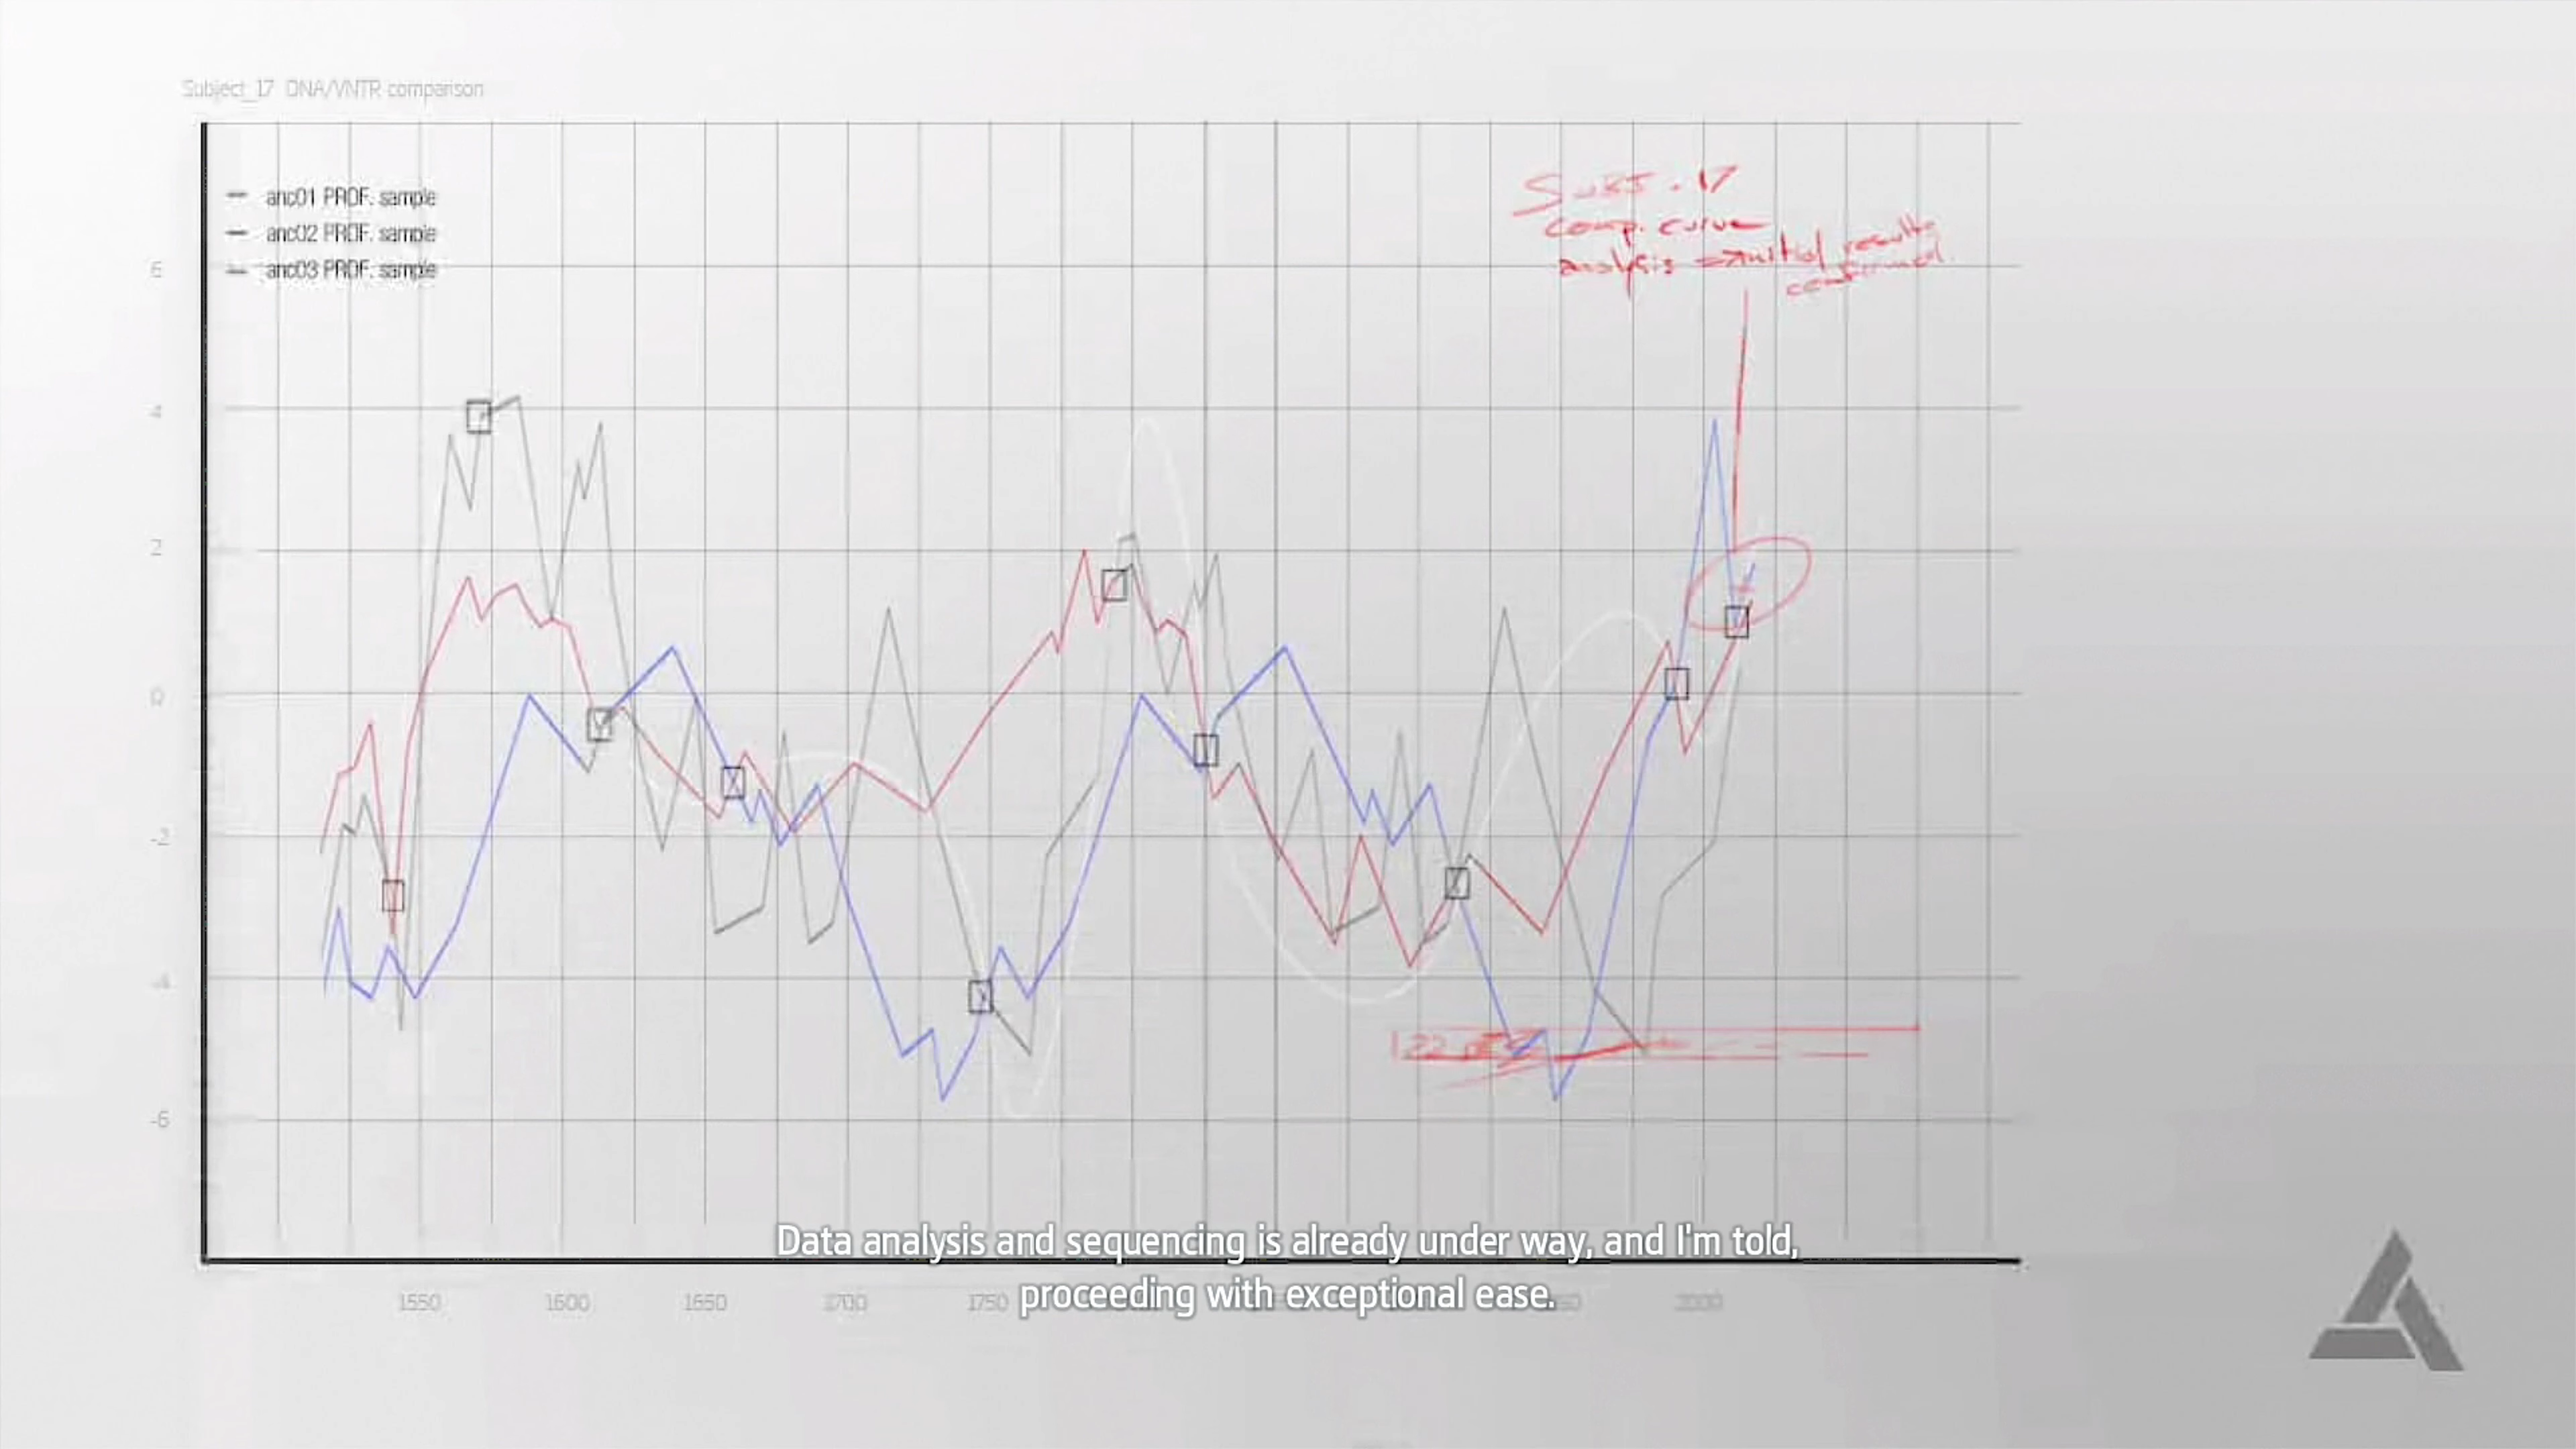 Subject_17 DNA/VNTR comparison
anc01 PROF. sample
anc02 PROF. sample
anc03 PROF. sample
SUBJ. 17
comp. curve
analysis => initial results
confirmed.
6
4
2
0
-2
-4
-6
122
Data analysis and sequencing is already under way, and I'm told,
proceeding with exceptional ease.
1550 1600 1650 1700 1750 2000